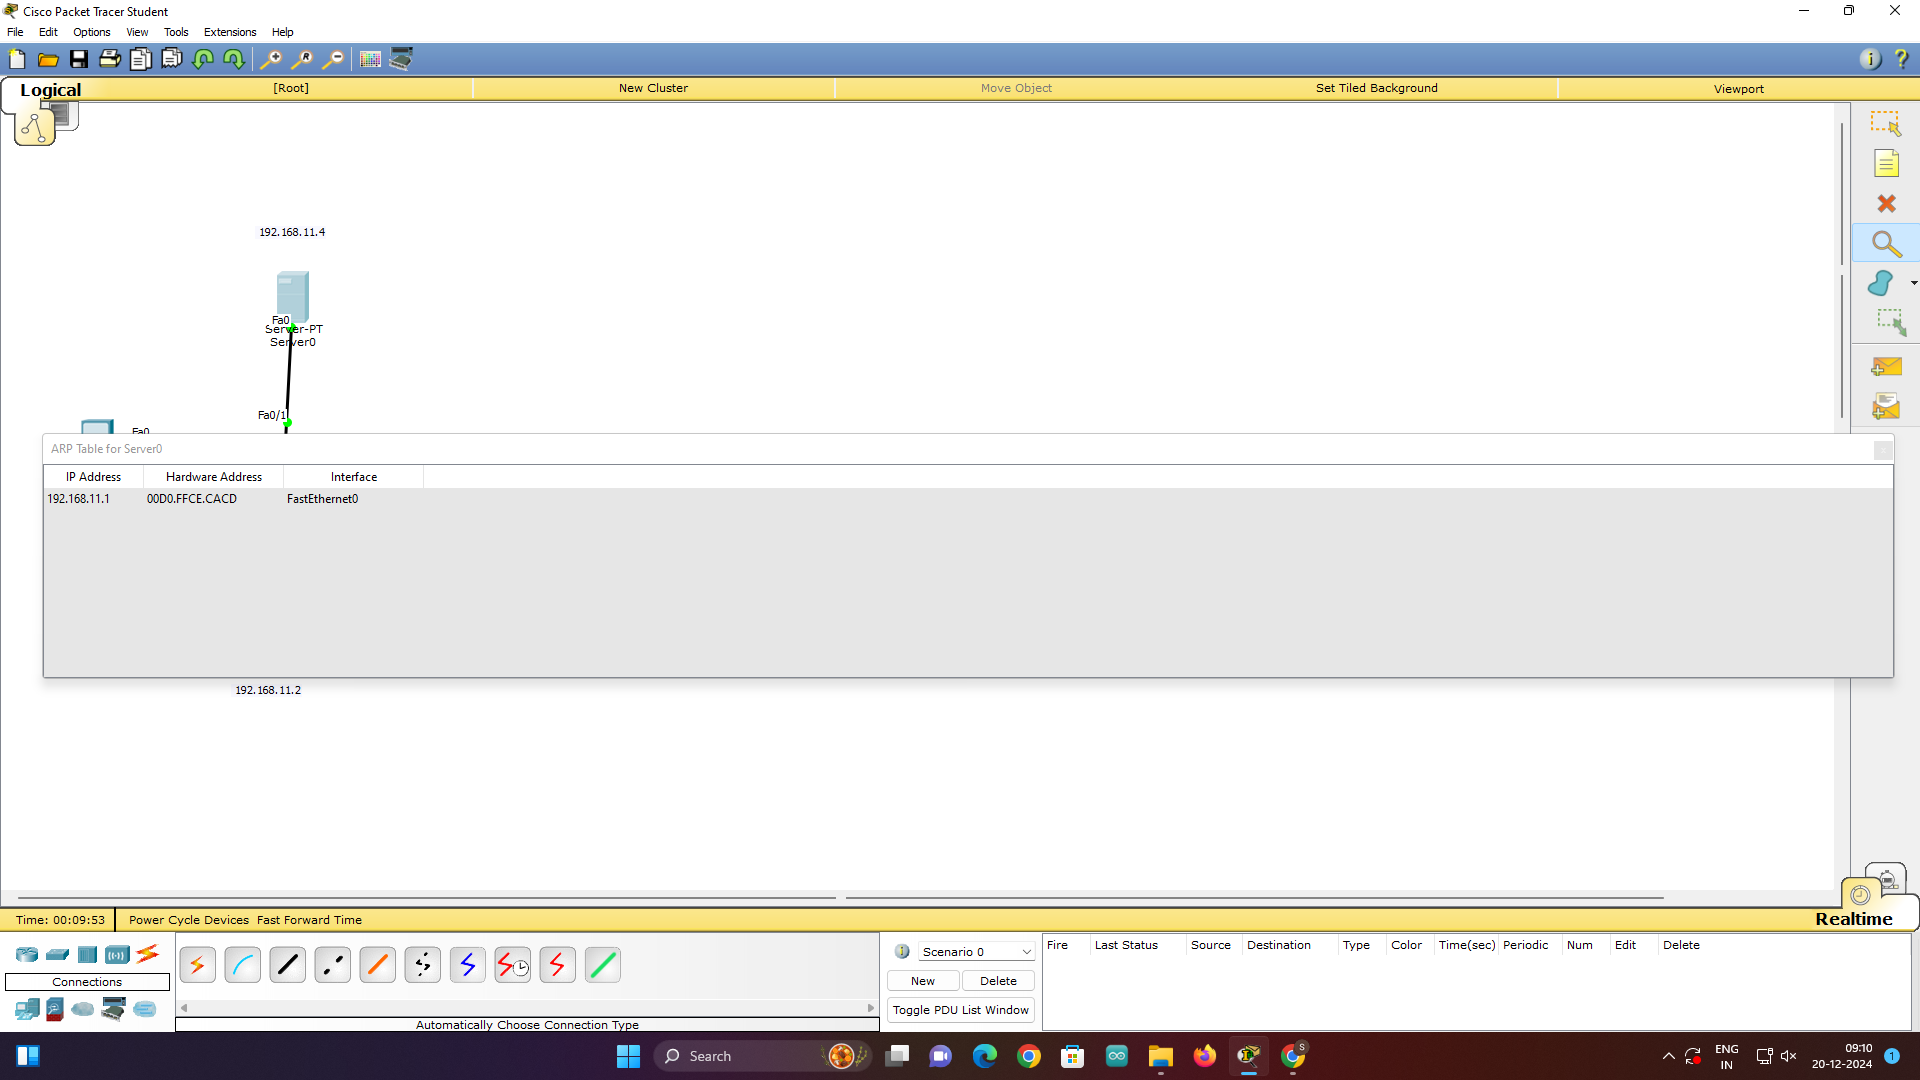 Cisco Packet Tracer Student
File Edit Options View Tools Extensions Help
Logical [Root] New Cluster Move Object Set Tiled Background Viewport
192.168.11.4
Fa0
Server-PT
Server0
Fa0/1
Fa0
ARP Table for Server0
IP Address Hardware Address Interface
192.168.11.1 00D0.FFCE.CACD FastEthernet0
192.168.11.2
Time: 00:09:53 Power Cycle Devices Fast Forward Time Realtime
Connections
Automatically Choose Connection Type
Scenario 0
New Delete
Toggle PDU List Window
Fire Last Status Source Destination Type Color Time(sec) Periodic Num Edit Delete
Search
S
ENG
IN
09:10
20-12-2024
1